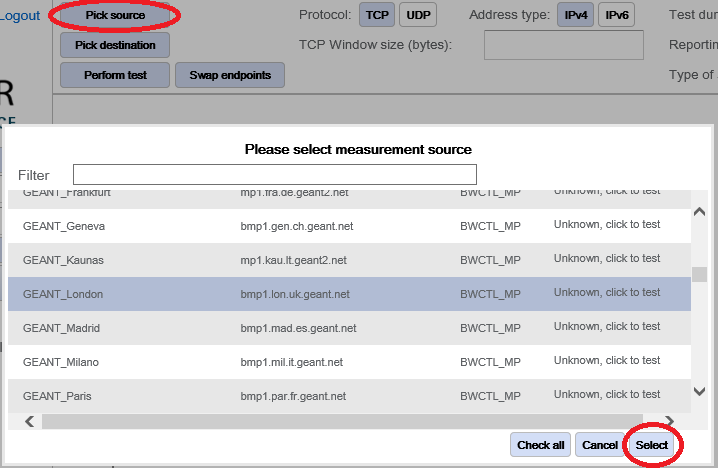 Logout
Pick source
Protocol: TCP UDP
Address type: IPv4 IPv6
Test dur
Pick destination
TCP Window size (bytes):
Reporting
Perform test
Swap endpoints
Type of
R
CE
Please select measurement source
Filter
GEANT_Frankfurt mp1.fra.de.geant2.net BWCTL_MP Unknown, click to test
GEANT_Geneva bmp1.gen.ch.geant.net BWCTL_MP Unknown, click to test
GEANT_Kaunas mp1.kau.lt.geant2.net BWCTL_MP Unknown, click to test
GEANT_London bmp1.lon.uk.geant.net BWCTL_MP Unknown, click to test
GEANT_Madrid bmp1.mad.es.geant.net BWCTL_MP Unknown, click to test
GEANT_Milano bmp1.mil.it.geant.net BWCTL_MP Unknown, click to test
GEANT_Paris bmp1.par.fr.geant.net BWCTL_MP Unknown, click to test
Check all Cancel Select